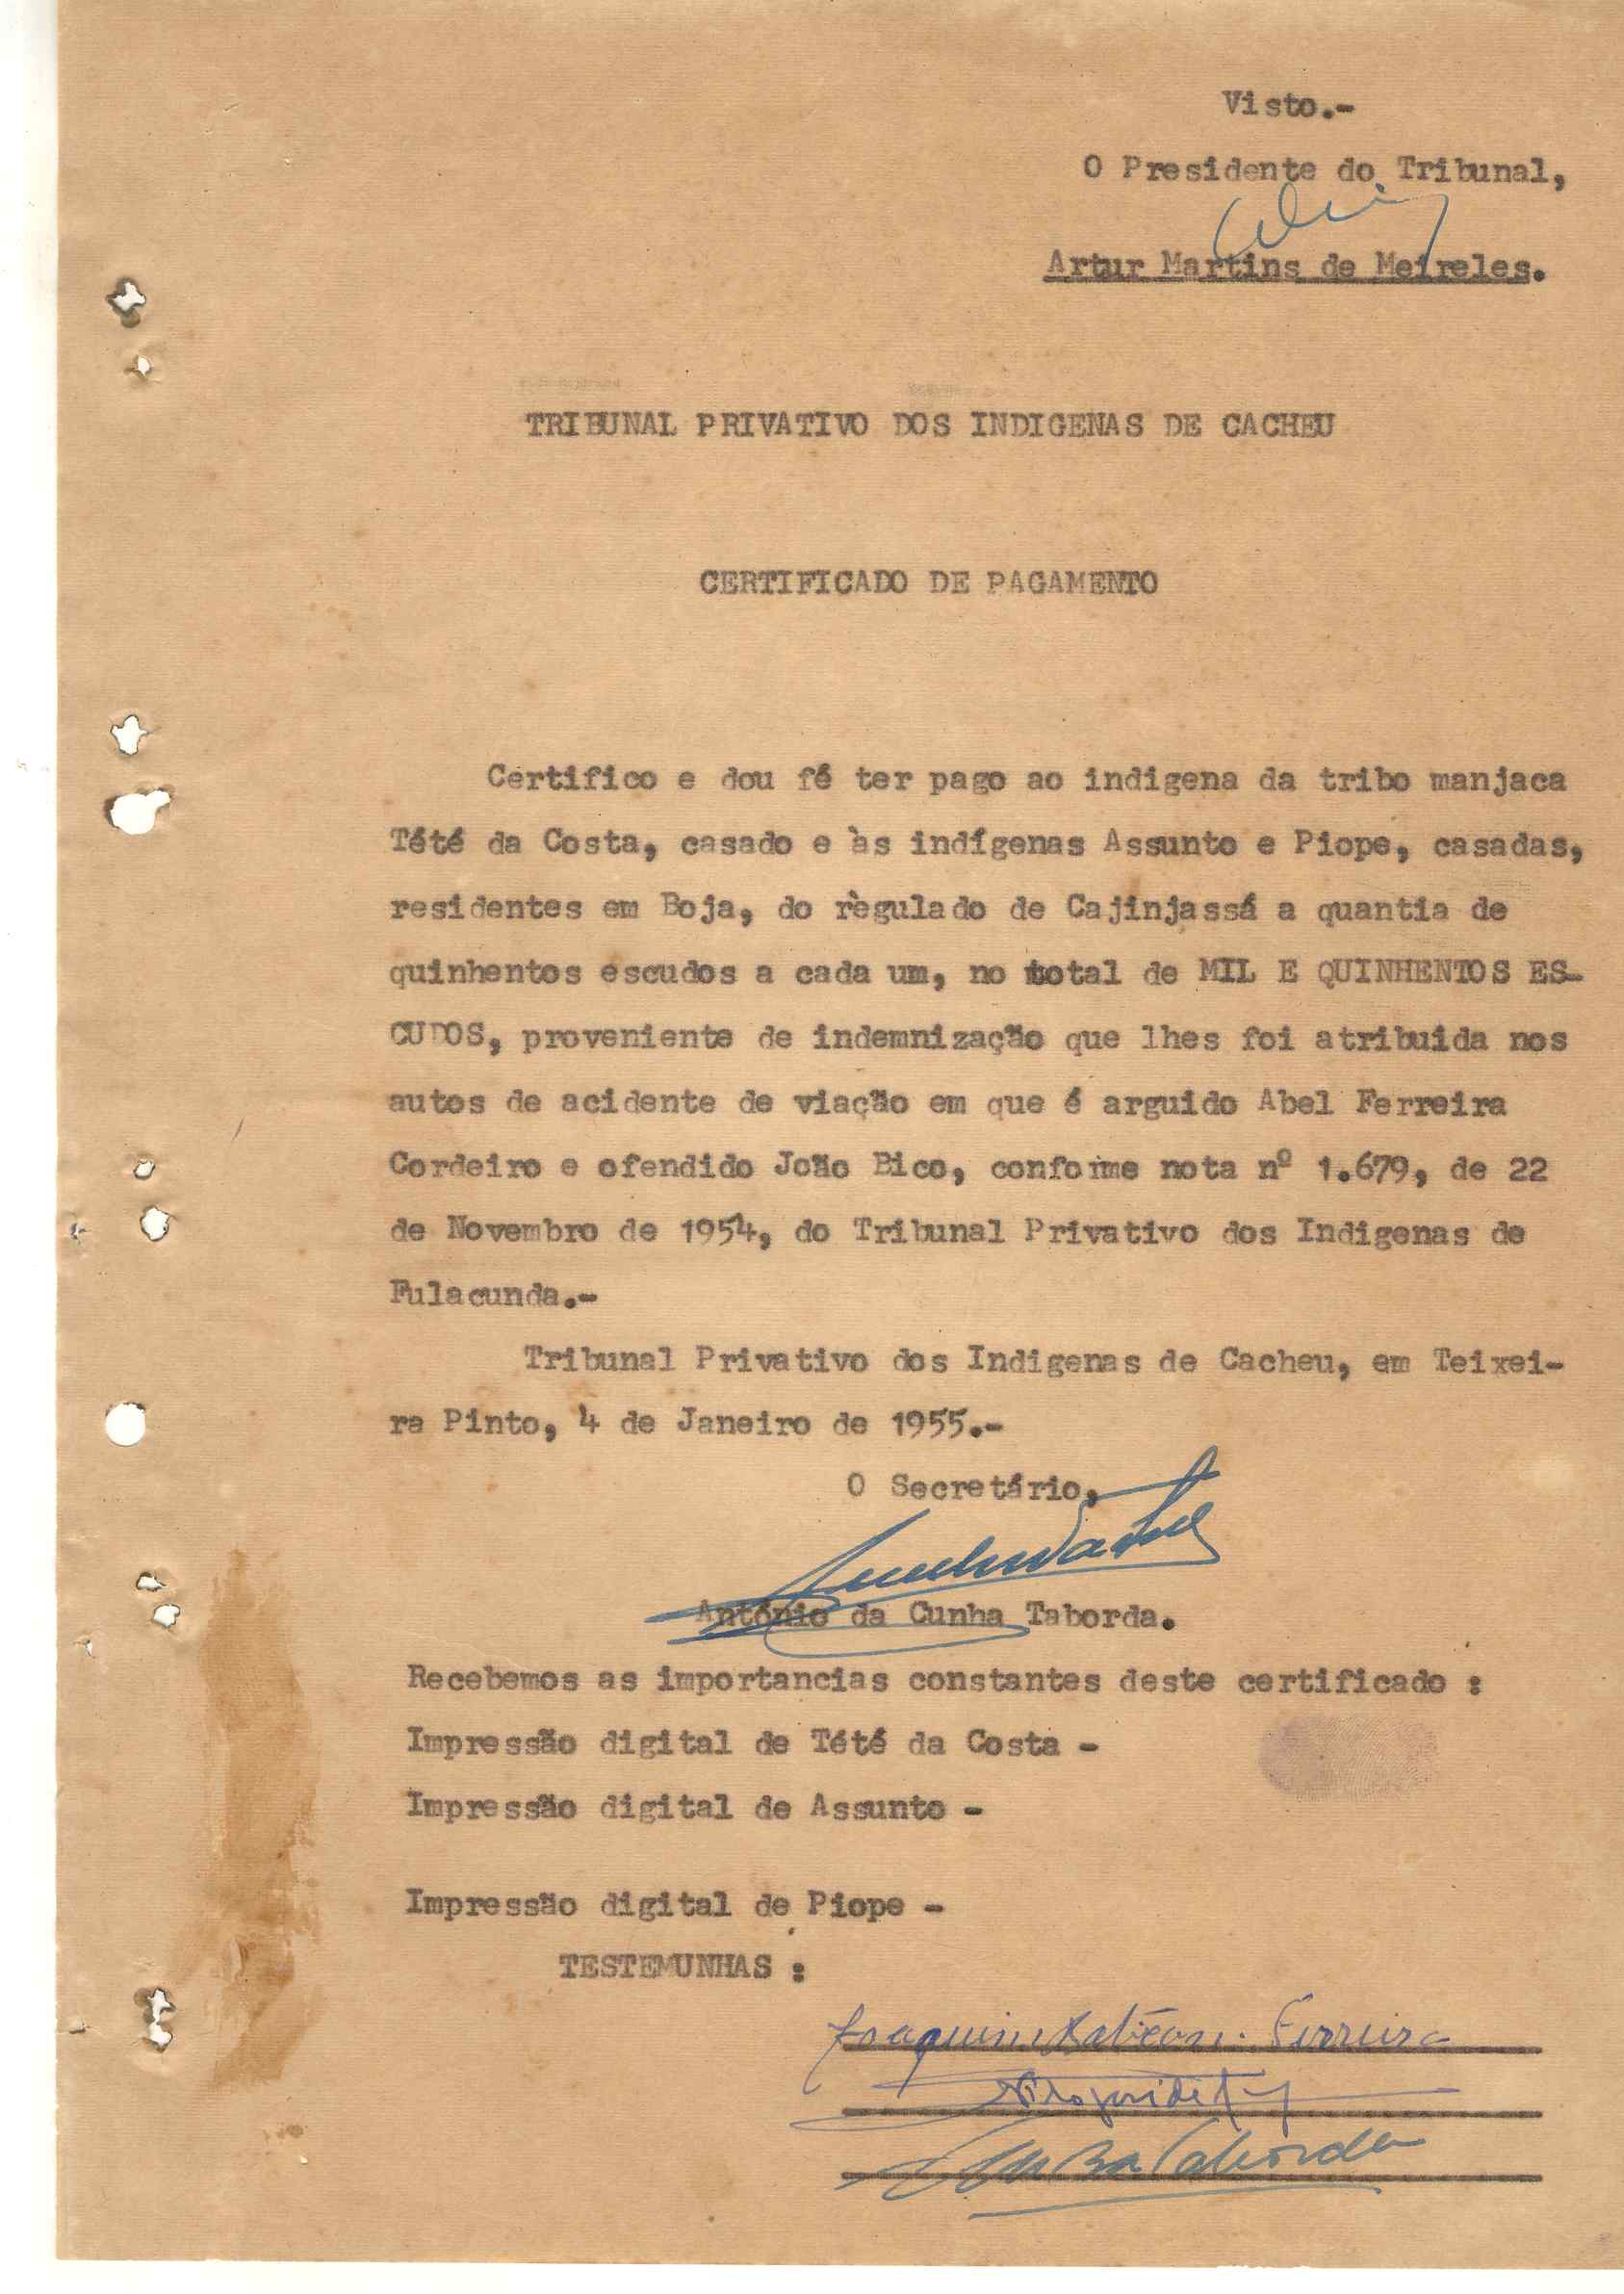 Visto.-
O Presidente do Tribunal,
Artur Martins de Meireles.
TRIBUNAL PRIVATIVO DOS INDIGENAS DE CACHEU
CERTIFICADO DE PAGAMENTO
Certifico e dou fé ter pago ao indigena da tribo manjaca
Tété da Costa, casado e às indígenas Assunto e Piope, casadas,
residentes em Boja, do règulado de Cajinjassá a quantia de
quinhentos escudos a cada um, no total de MIL E QUINHENTOS ES-
CUDOS, proveniente de indemnização que lhes foi atribuida nos
autos de acidente de viação em que é arguido Abel Ferreira
Cordeiro e ofendido João Bico, conforme nota nº 1.679, de 22
de Novembro de 1954, do Tribunal Privativo dos Indigenas de
Fulacunda.-
Tribunal Privativo dos Indigenas de Cacheu, em Teixei-
ra Pinto, 4 de Janeiro de 1955.-
O Secretário,
António da Cunha Taborda.
Recebemos as importancias constantes deste certificado :
Impressão digital de Tété da Costa -
Impressão digital de Assunto -
Impressão digital de Piope -
TESTEMUNHAS :
Joaquim Ferreira
Taborda